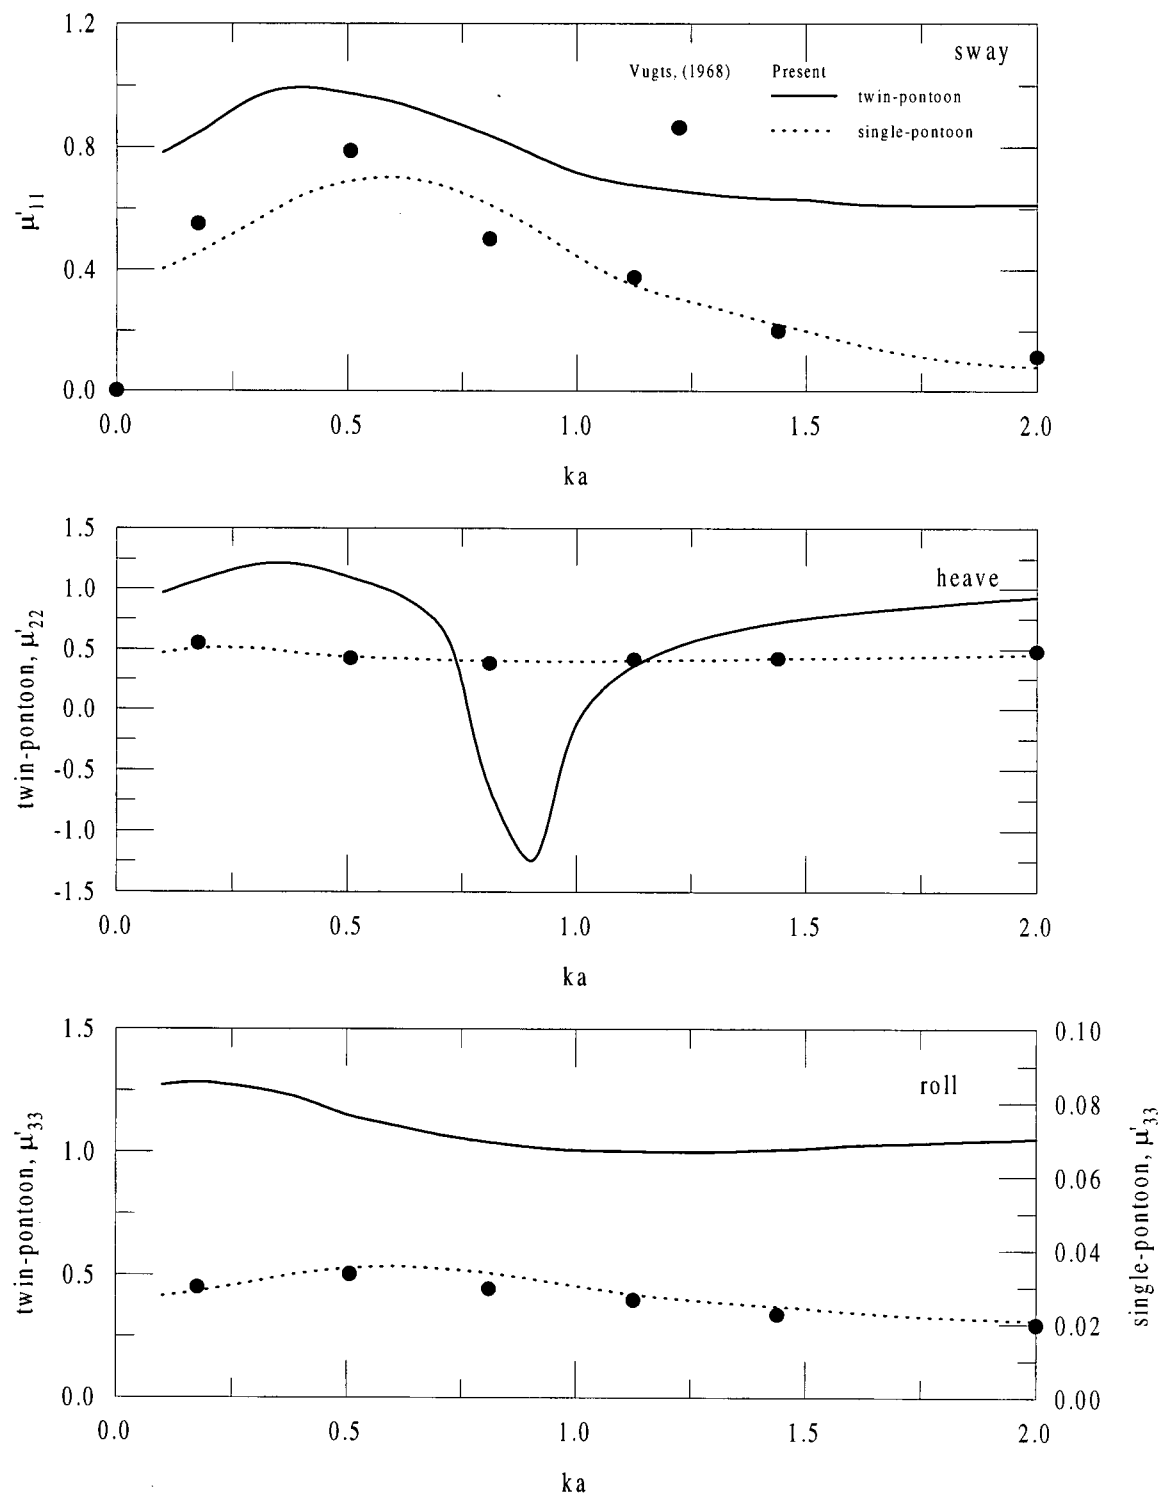 1.2
sway
Vugts, (1968) Present
twin-pontoon
single-pontoon
0.8
0.4
0.0
μ'11
0.0 0.5 1.0 1.5 2.0
ka
1.5
heave
1.0
0.5
0.0
-0.5
-1.0
-1.5
twin-pontoon, μ'22
0.0 0.5 1.0 1.5 2.0
ka
1.5 0.10
roll
0.08
1.0
0.06
0.5 0.04
0.02
0.0 0.00
twin-pontoon, μ'33
single-pontoon, μ'33
0.0 0.5 1.0 1.5 2.0
ka